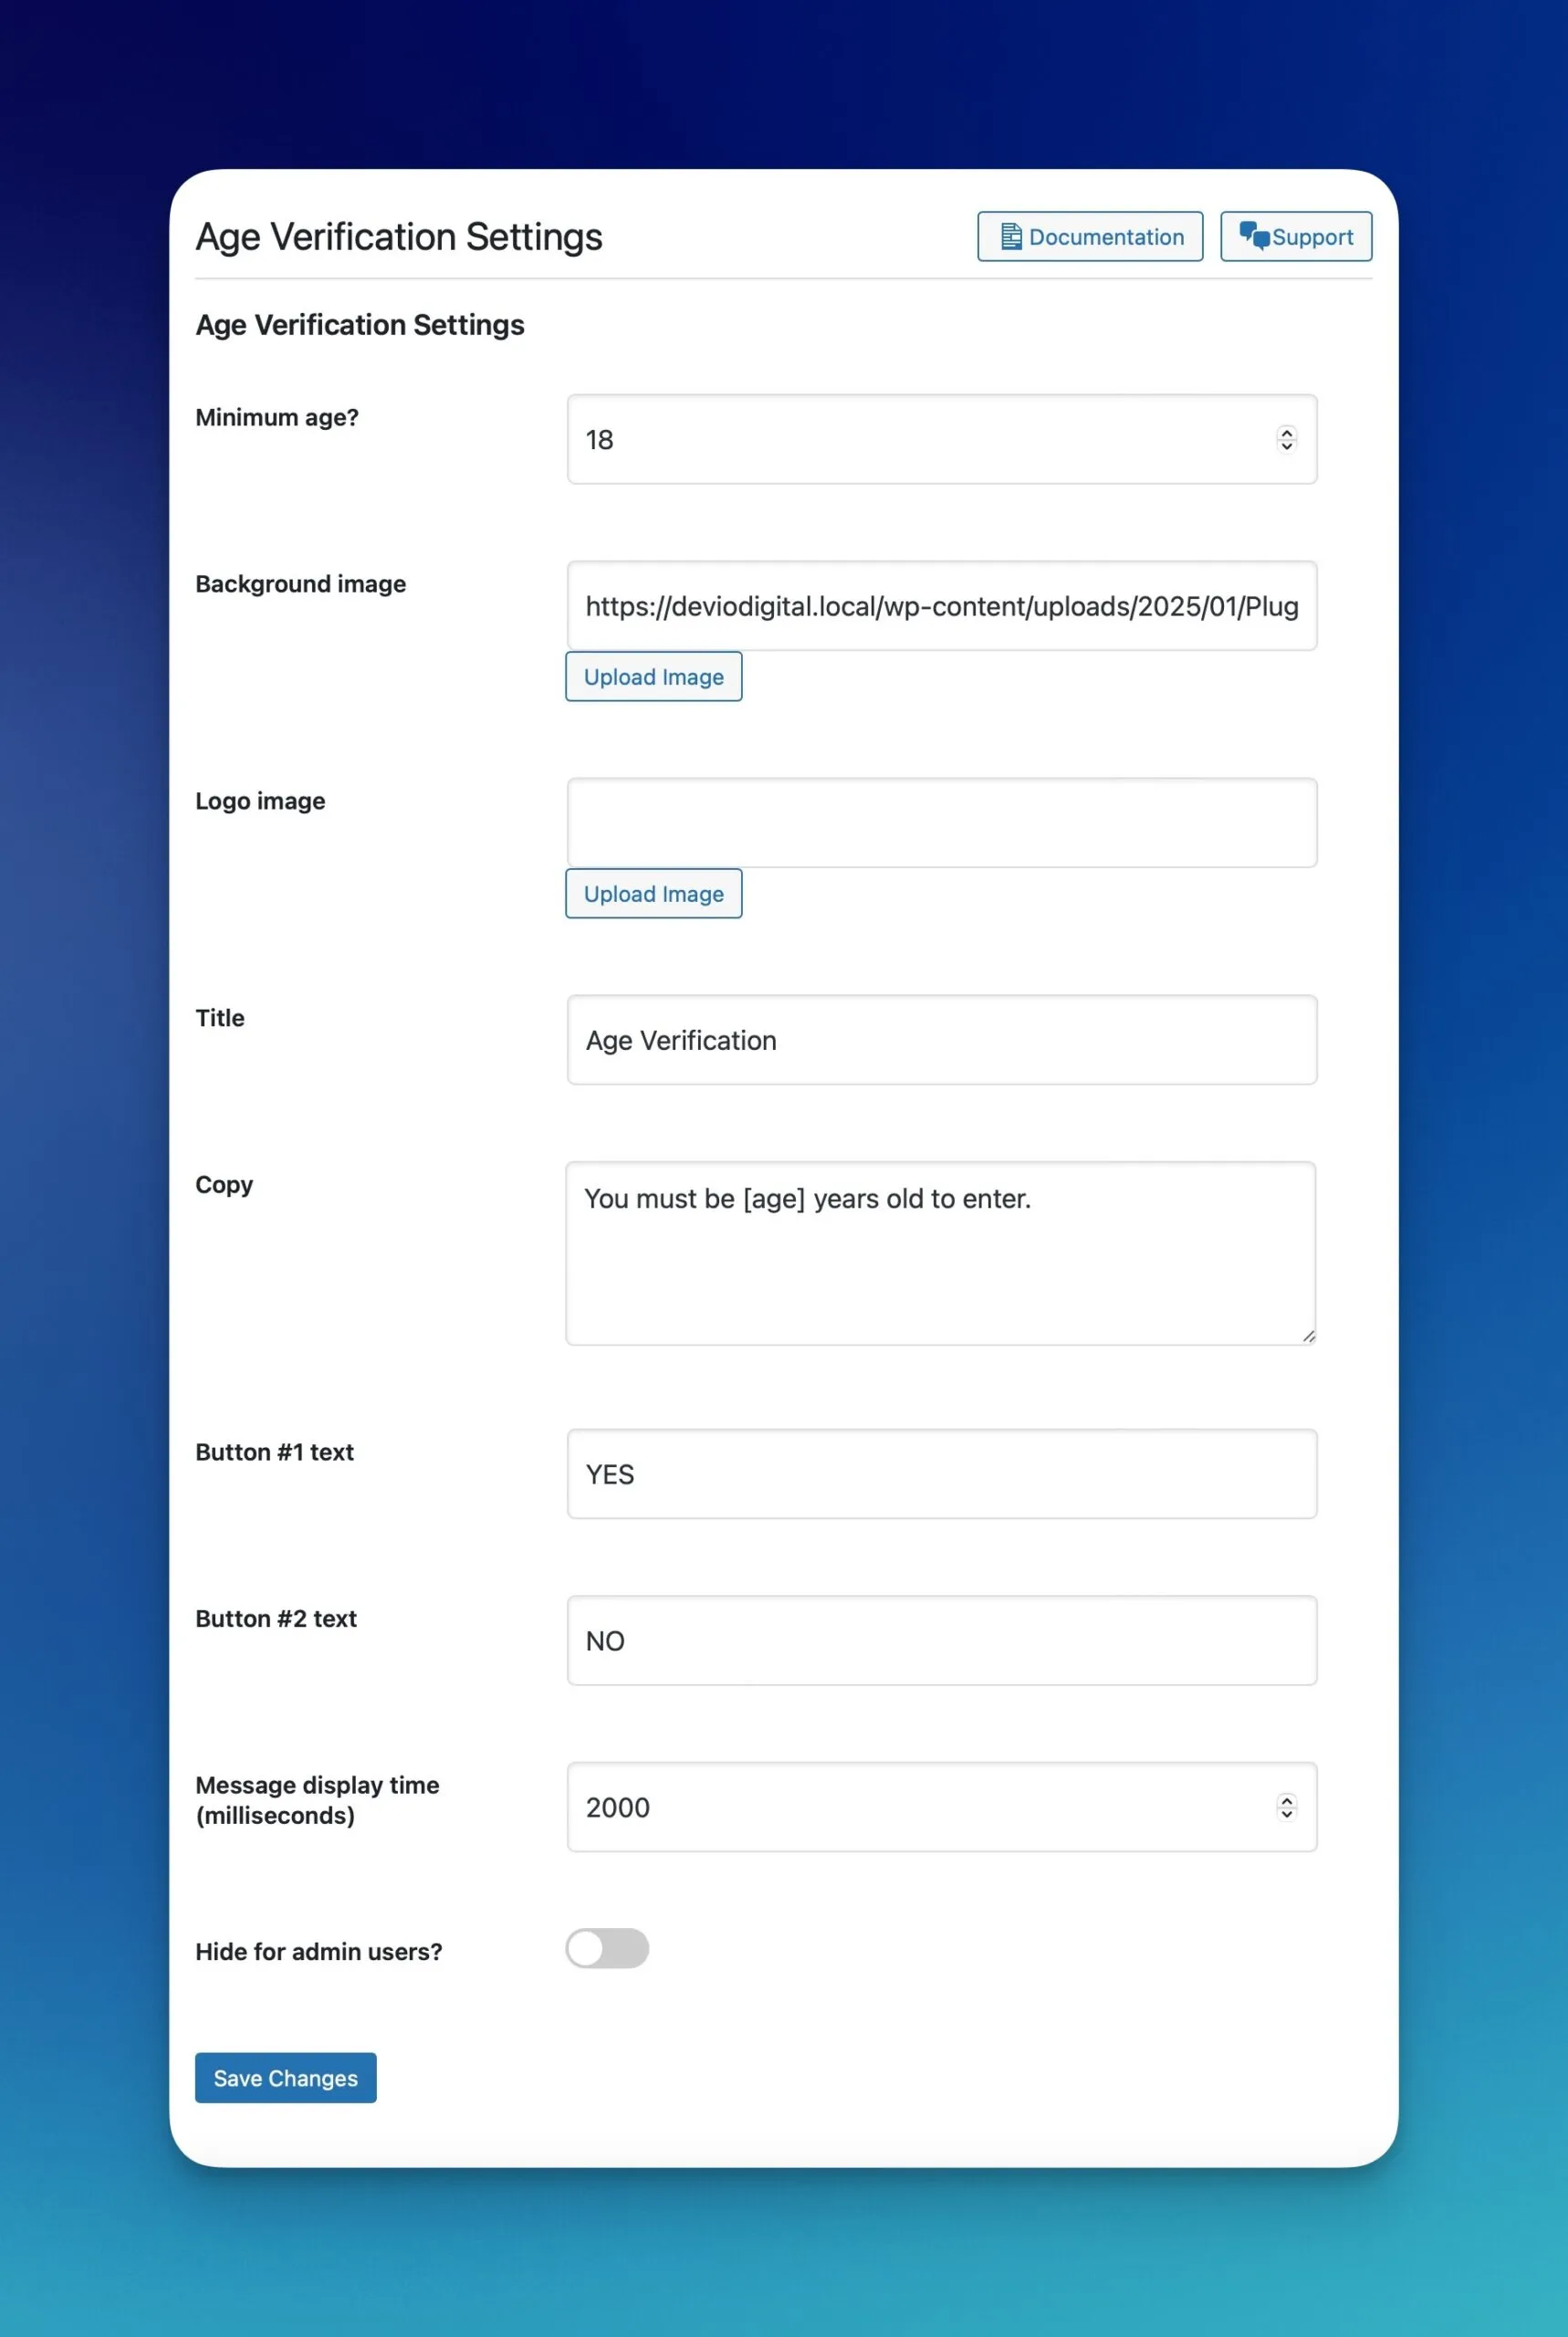 Age Verification Settings
Documentation
Support
Age Verification Settings
Minimum age?
18
Background image
https://deviodigital.local/wp-content/uploads/2025/01/Plug
Upload Image
Logo image
Upload Image
Title
Age Verification
Copy
You must be [age] years old to enter.
Button #1 text
YES
Button #2 text
NO
Message display time
(milliseconds)
2000
Hide for admin users?
Save Changes